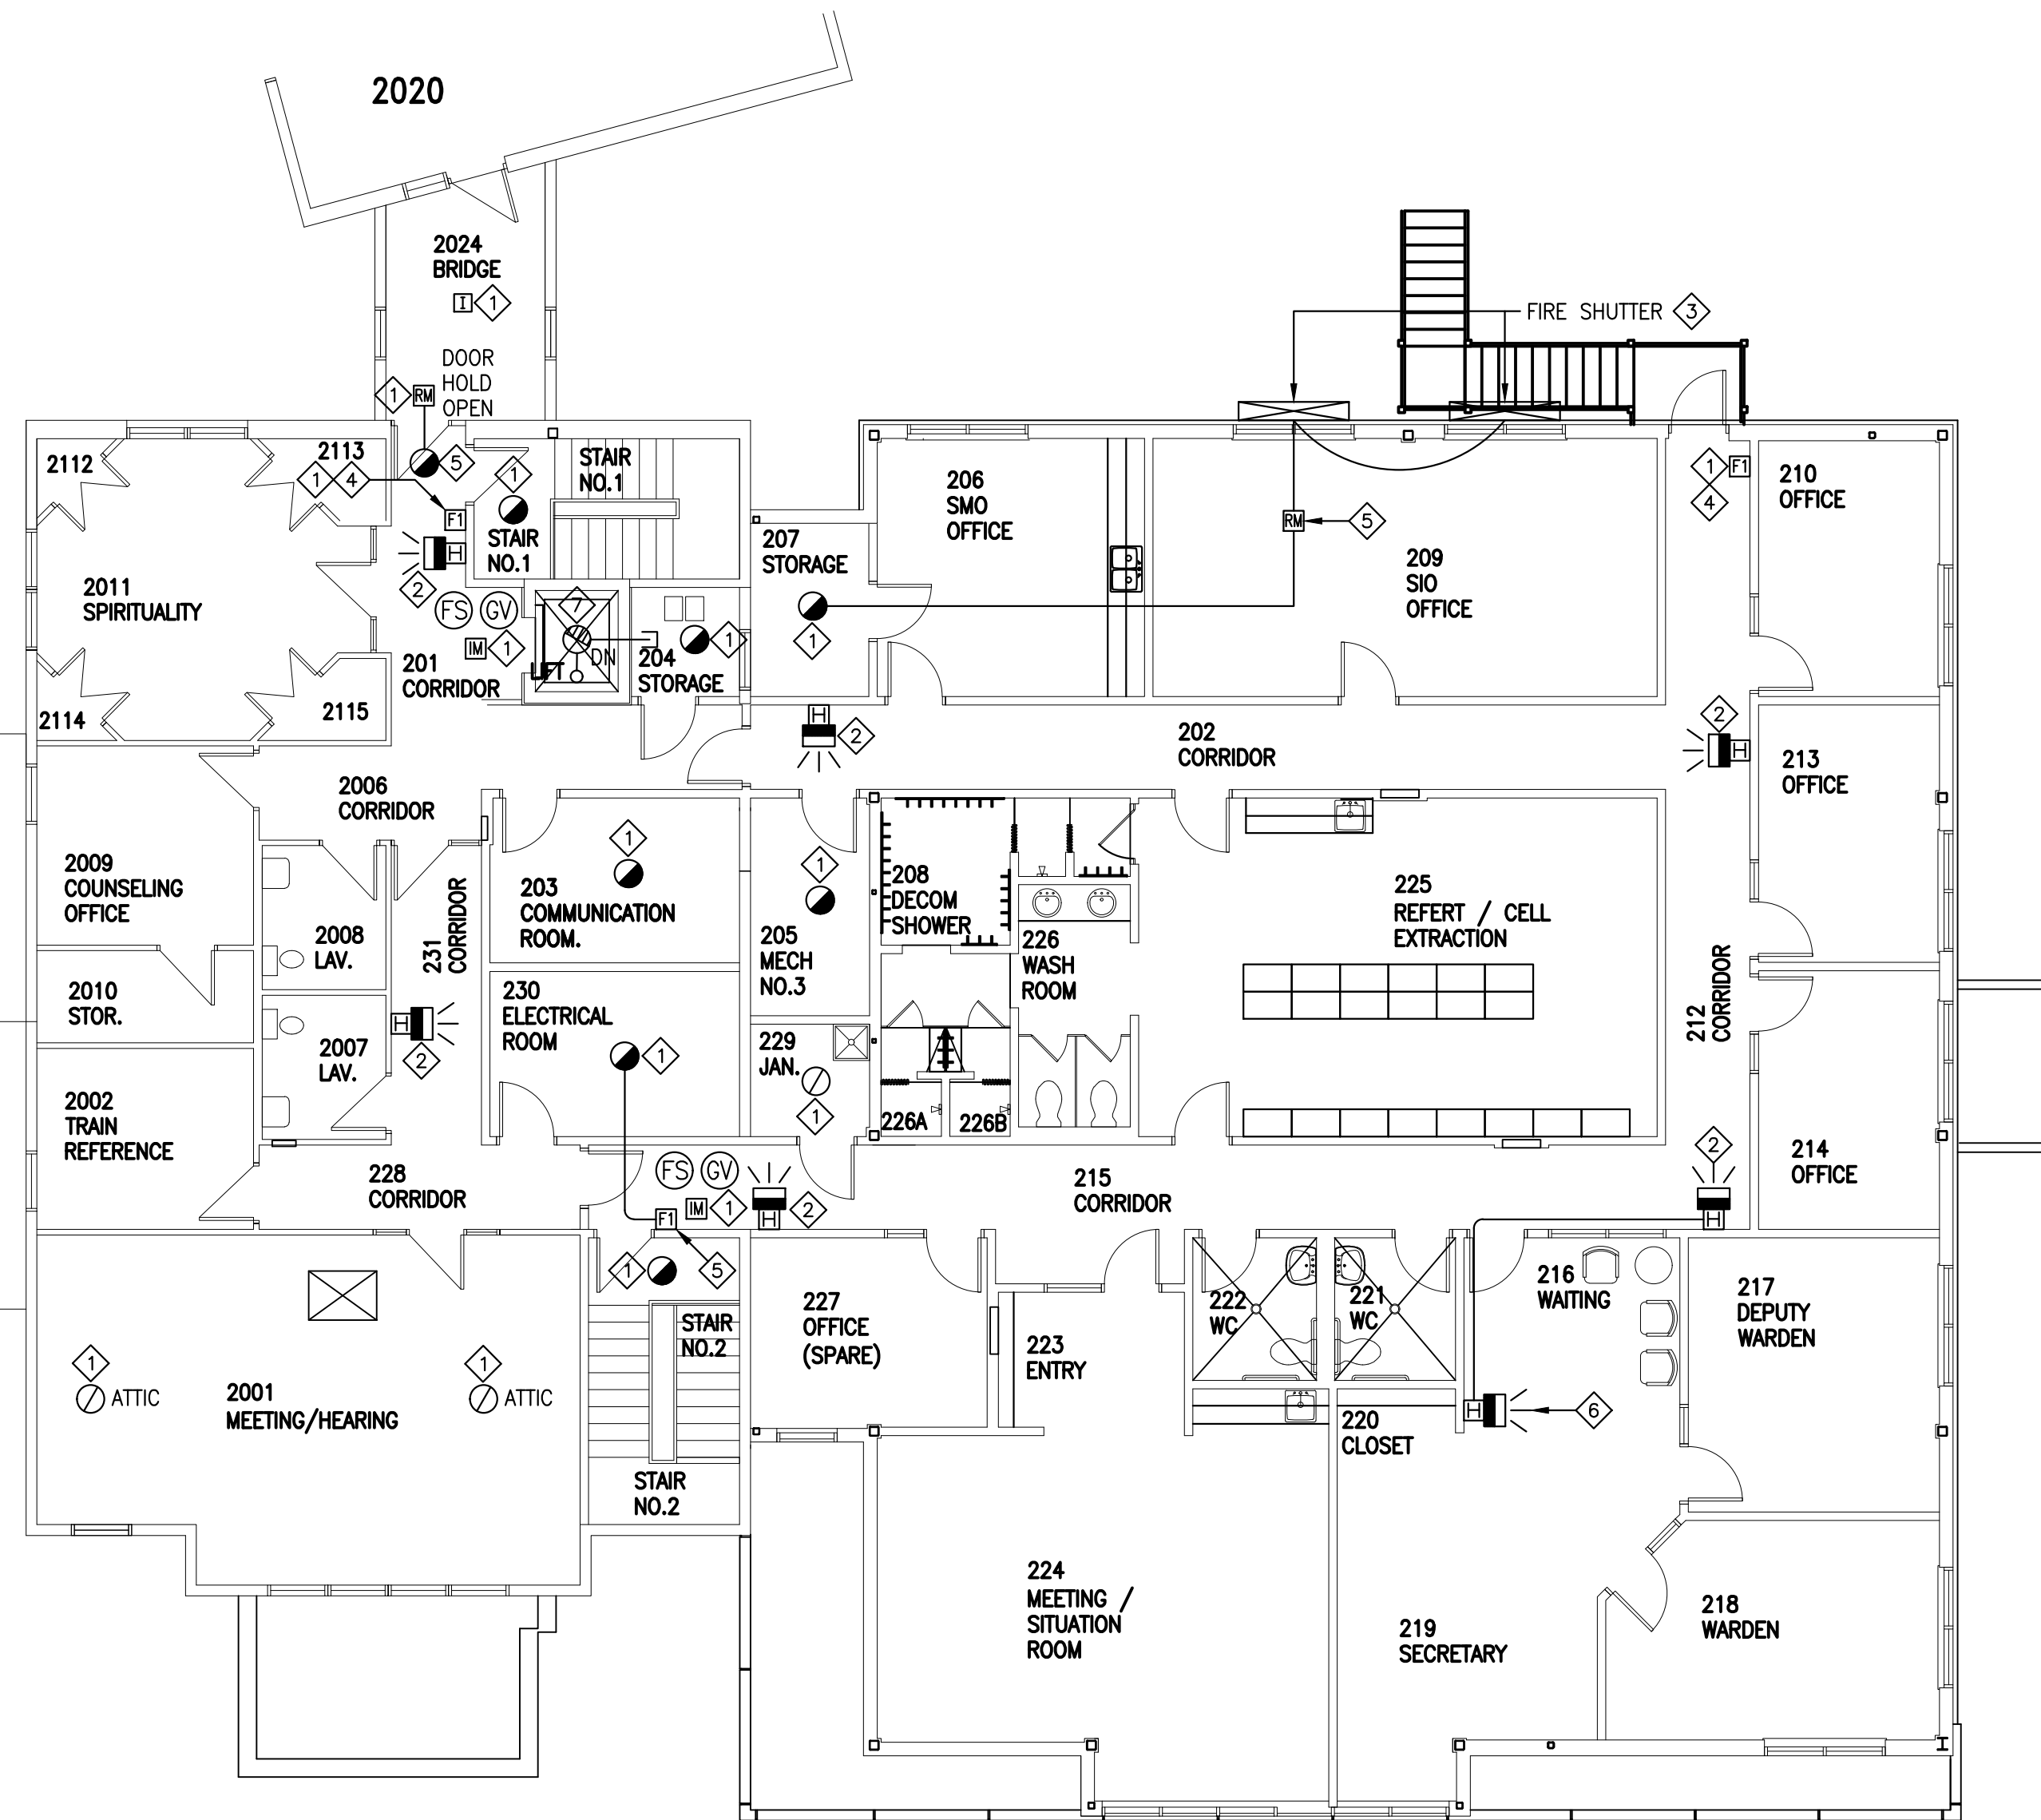 2020
2024
BRIDGE
I 1
DOOR
HOLD
OPEN
1 RM
5
FIRE SHUTTER 3
2112
2113
1 4
F1
H
2
2011
SPIRITUALITY
2114
2115
1
STAIR
NO.1
STAIR
NO.1
FS GV
IM 1
201
CORRIDOR
7
LIFT
DN
1
204
STORAGE
207
STORAGE
1
206
SMO
OFFICE
RM 5
209
SIO
OFFICE
1 F1
4
210
OFFICE
H
2
202
CORRIDOR
2
H
213
OFFICE
2006
CORRIDOR
2009
COUNSELING
OFFICE
2008
LAV.
231
CORRIDOR
1
203
COMMUNICATION
ROOM.
1
205
MECH
NO.3
208
DECOM
SHOWER
226
WASH
ROOM
225
REFERT / CELL
EXTRACTION
212
CORRIDOR
2010
STOR.
H
2
2007
LAV.
230
ELECTRICAL
ROOM
1
229
JAN.
1
226A
226B
2002
TRAIN
REFERENCE
228
CORRIDOR
FS GV
IM 1
F1
H
2
215
CORRIDOR
2
H
214
OFFICE
1
5
1
ATTIC
1
ATTIC
2001
MEETING/HEARING
STAIR
NO.2
STAIR
NO.2
227
OFFICE
(SPARE)
223
ENTRY
222
WC
221
WC
216
WAITING
217
DEPUTY
WARDEN
220
CLOSET
H
6
224
MEETING /
SITUATION
ROOM
219
SECRETARY
218
WARDEN
I